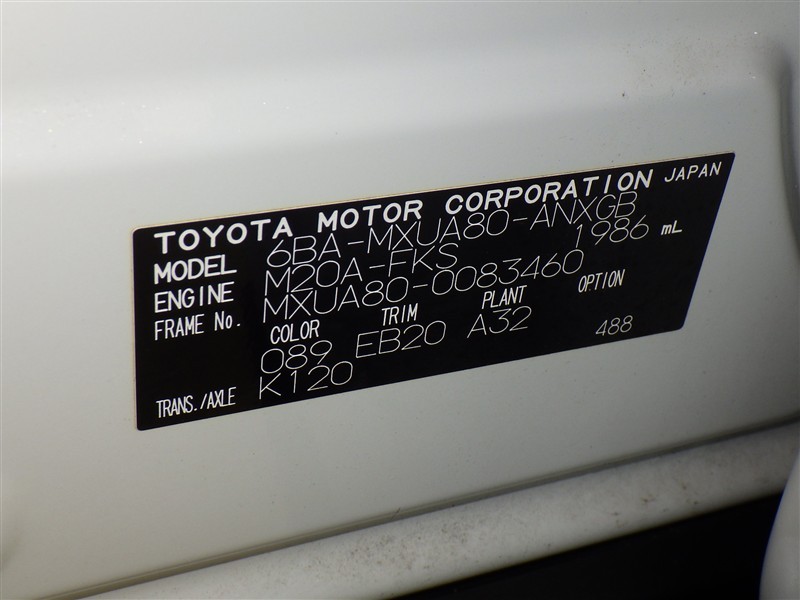 TOYOTA MOTOR CORPORATION JAPAN
MODEL 6BA-MXUA80-ANXGB
ENGINE M20A-FKS 1986 mL
FRAME No. MXUA80-0083460
COLOR TRIM PLANT OPTION
089 EB20 A32 488
TRANS./AXLE K120